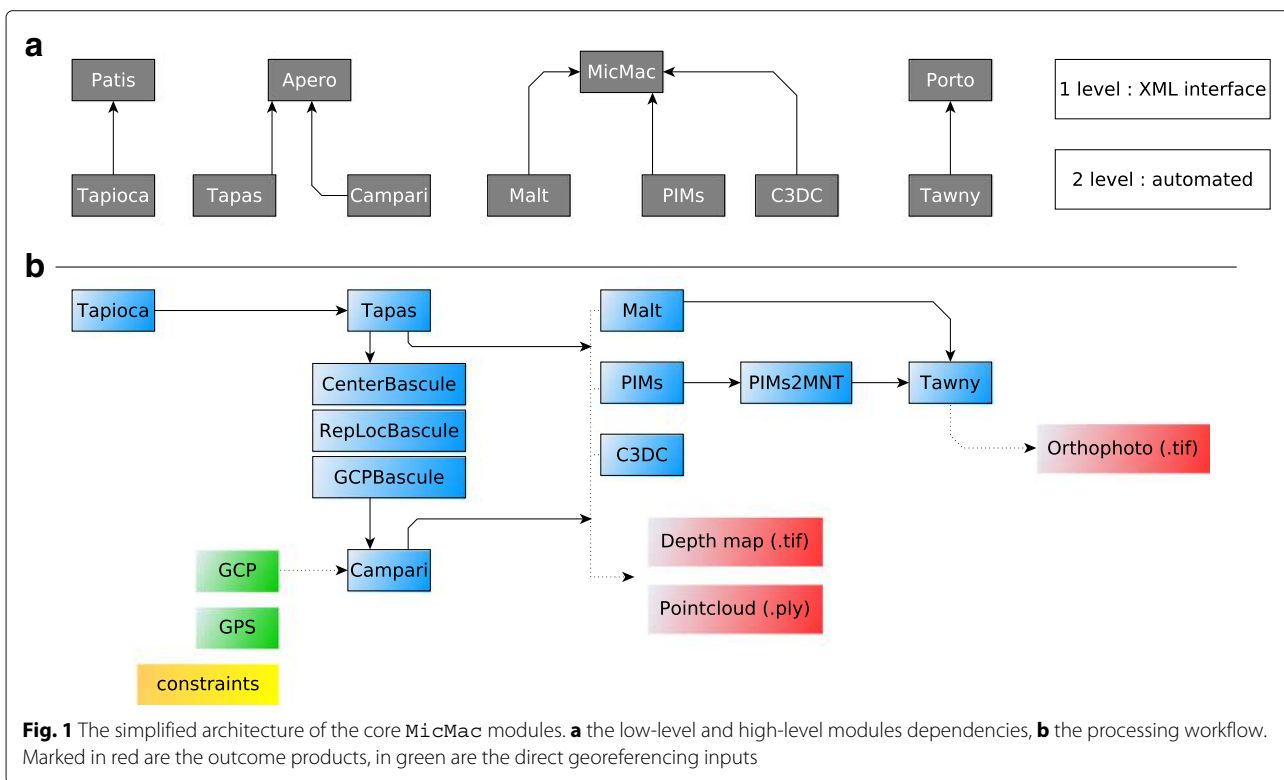 a
Patis
Apero
MicMac
Porto
1 level : XML interface
Tapioca
Tapas
Campari
Malt
PIMs
C3DC
Tawny
2 level : automated
b
Tapioca
Tapas
Malt
CenterBascule
PIMs
PIMs2MNT
Tawny
RepLocBascule
GCPBascule
C3DC
Orthophoto (.tif)
Depth map (.tif)
GCP
Campari
Pointcloud (.ply)
GPS
constraints
Fig. 1 The simplified architecture of the core MicMac modules. a the low-level and high-level modules dependencies, b the processing workflow.
Marked in red are the outcome products, in green are the direct georeferencing inputs